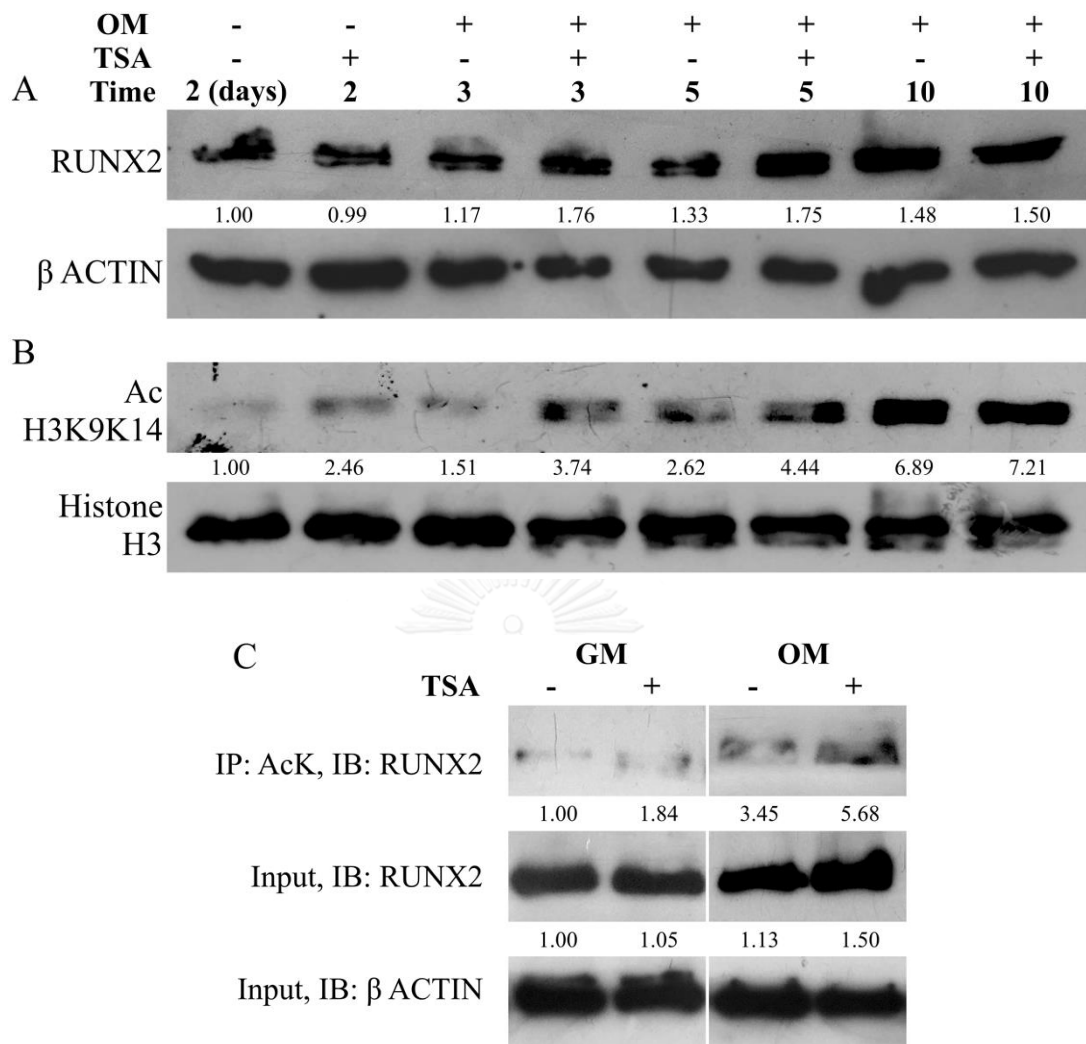 OM - - + + + + + +
TSA - + - + - + - +
A Time 2 (days) 2 3 3 5 5 10 10
RUNX2
1.00 0.99 1.17 1.76 1.33 1.75 1.48 1.50
β ACTIN
B
Ac
H3K9K14
1.00 2.46 1.51 3.74 2.62 4.44 6.89 7.21
Histone
H3
C GM OM
TSA - + - +
IP: AcK, IB: RUNX2
1.00 1.84 3.45 5.68
Input, IB: RUNX2
1.00 1.05 1.13 1.50
Input, IB: β ACTIN